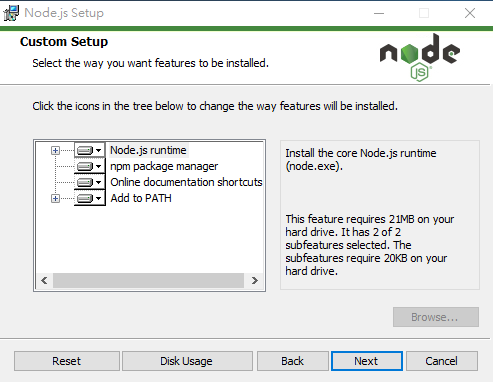 Node.js Setup
Custom Setup
Select the way you want features to be installed.
node
JS
Click the icons in the tree below to change the way features will be installed.
Node.js runtime
npm package manager
Online documentation shortcuts
Add to PATH
Install the core Node.js runtime
(node.exe).
This feature requires 21MB on your
hard drive. It has 2 of 2
subfeatures selected. The
subfeatures require 20KB on your
hard drive.
Browse...
Reset
Disk Usage
Back
Next
Cancel